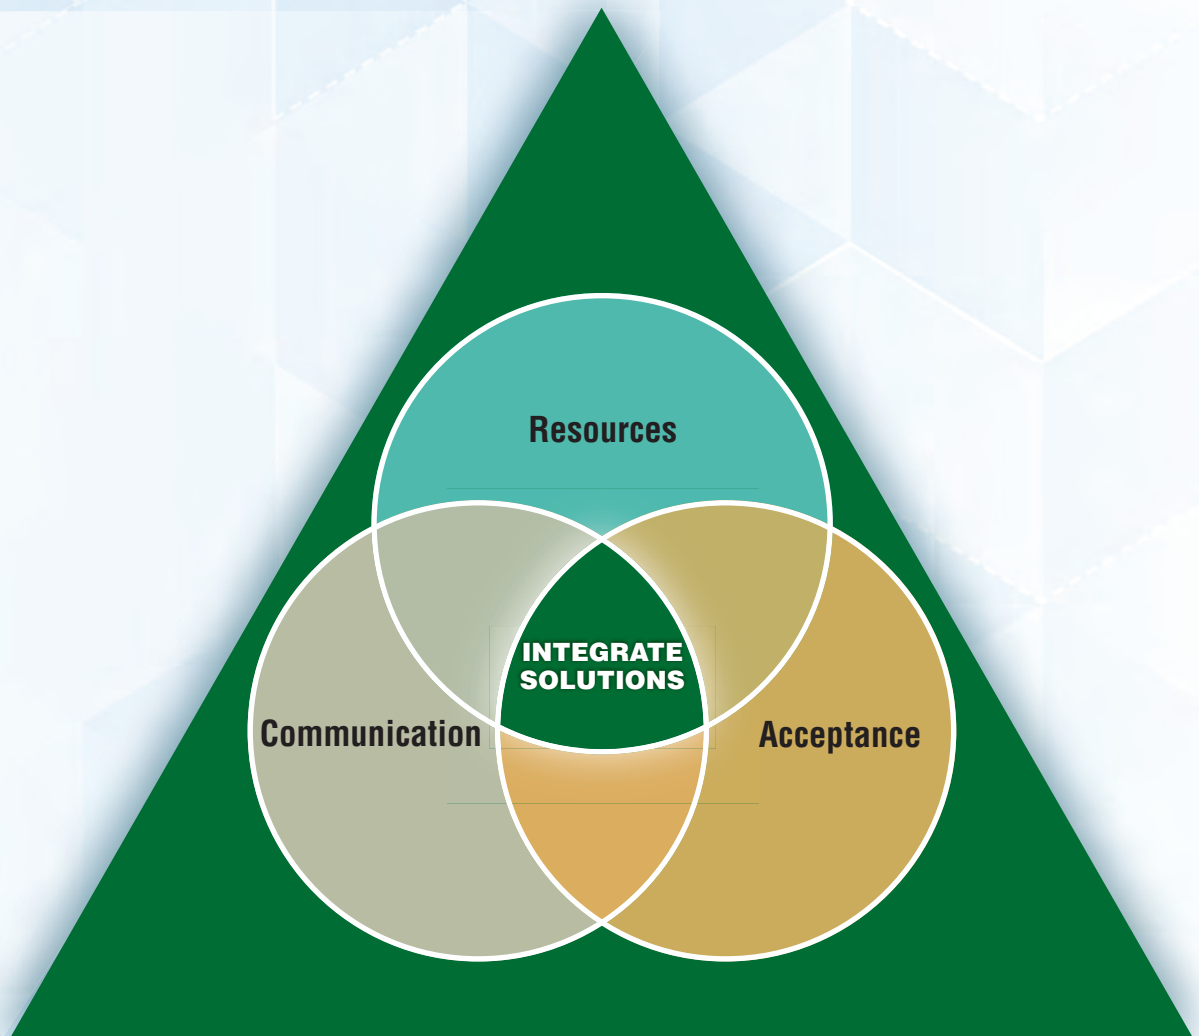 Resources
INTEGRATE
SOLUTIONS
Communication
Acceptance